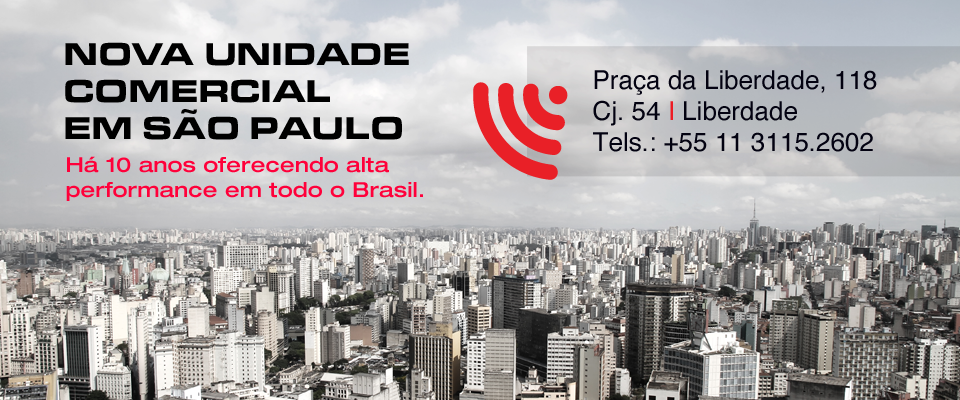 NOVA UNIDADE
COMERCIAL
EM SÃO PAULO
Há 10 anos oferecendo alta
performance em todo o Brasil.
Praça da Liberdade, 118
Cj. 54 | Liberdade
Tels.: +55 11 3115.2602